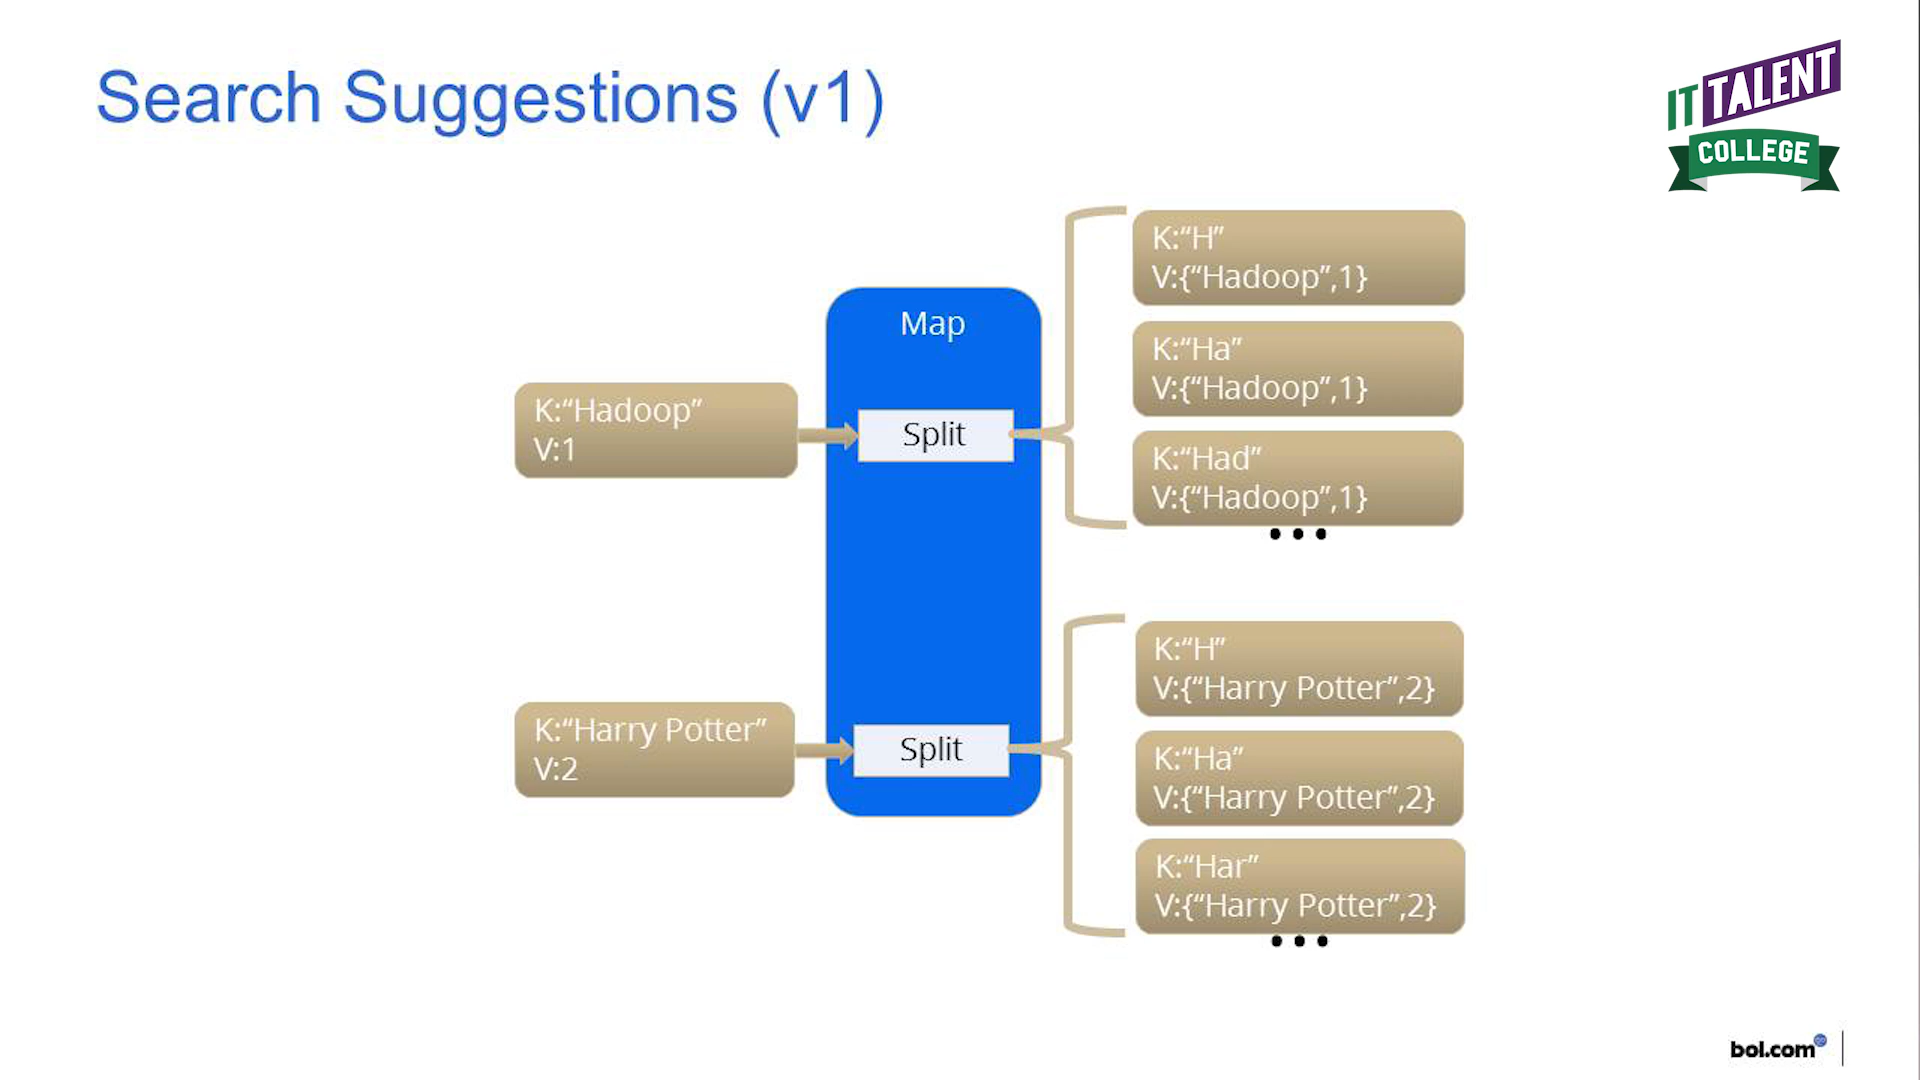 Search Suggestions (v1)
IT TALENT
COLLEGE
K:“Hadoop”
V:1
K:“Harry Potter”
V:2
Map
Split
Split
K:“H”
V:{“Hadoop”,1}
K:“Ha”
V:{“Hadoop”,1}
K:“Had”
V:{“Hadoop”,1}
...
K:“H”
V:{“Harry Potter”,2}
K:“Ha”
V:{“Harry Potter”,2}
K:“Har”
V:{“Harry Potter”,2}
...
bol.com